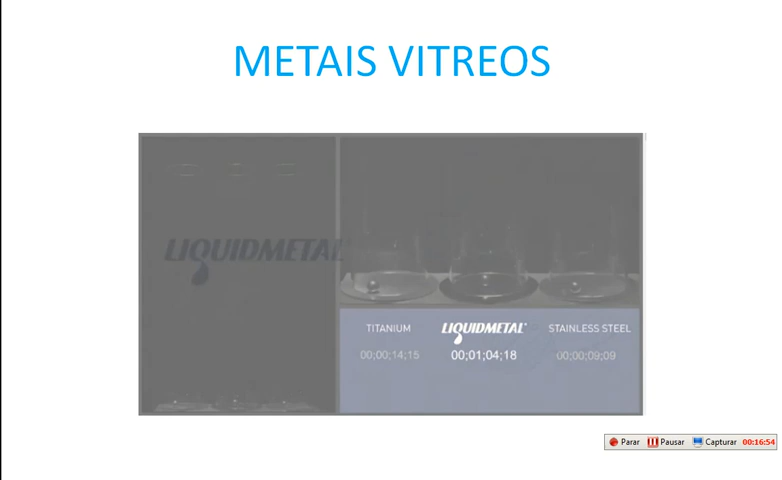 METAIS VITREOS
LIQUIDMETAL
TITANIUM LIQUIDMETAL STAINLESS STEEL
00;00;14;15 00;01;04;18 00;00;09;09
Parar Pausar Capturar 00:16:54